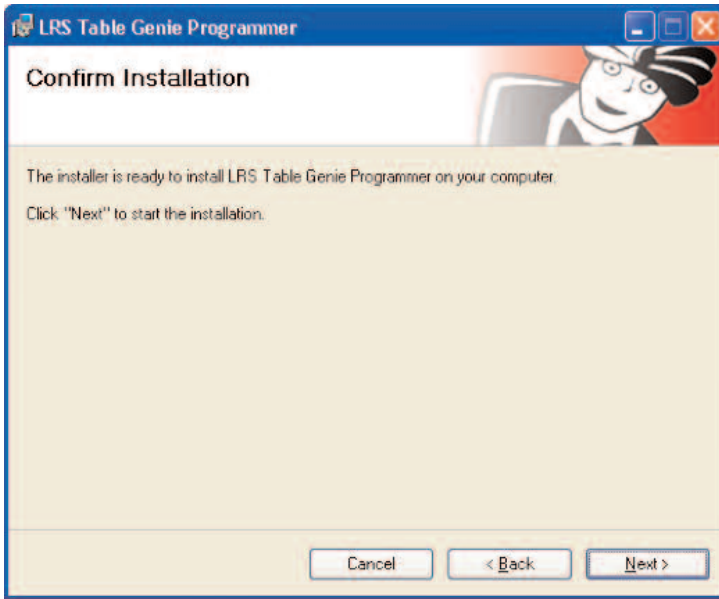 LRS Table Genie Programmer
Confirm Installation
The installer is ready to install LRS Table Genie Programmer on your computer.
Click "Next" to start the installation.
Cancel
< Back
Next >